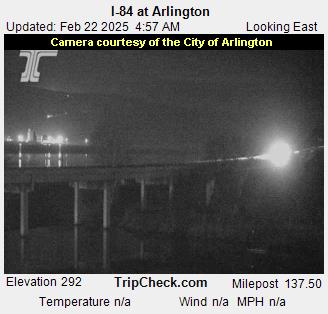 I-84 at Arlington
Updated: Feb 22 2025 4:57 AM Looking East
Camera courtesy of the City of Arlington
Elevation 292 TripCheck.com Milepost 137.50
Temperature n/a Wind n/a MPH n/a